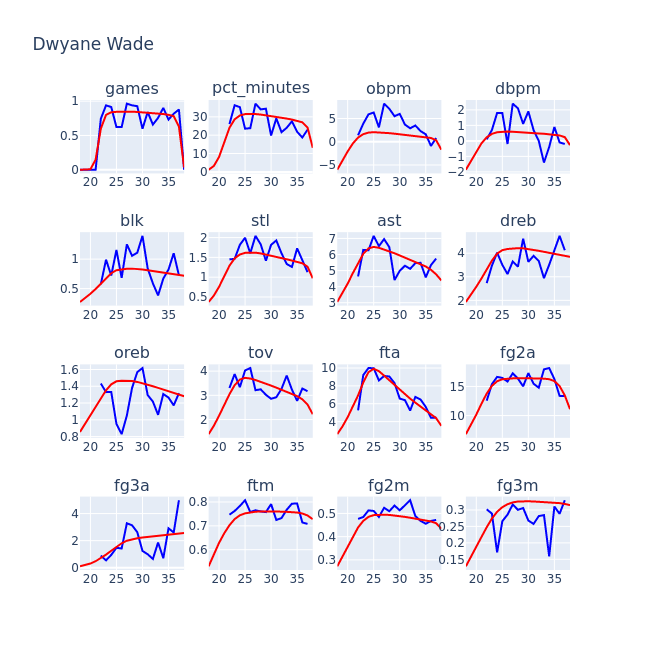 Dwyane Wade
games pct_minutes obpm dbpm
1 0.5 0 30 20 10 0 5 0 −5 2 1 0 −1 −2
20 25 30 35 20 25 30 35 20 25 30 35 20 25 30 35
blk stl ast dreb
1 0.5 2 1.5 1 0.5 7 6 5 4 3 4 3 2
20 25 30 35 20 25 30 35 20 25 30 35 20 25 30 35
oreb tov fta fg2a
1.6 1.4 1.2 1 0.8 4 3 2 10 8 6 4 15 10
20 25 30 35 20 25 30 35 20 25 30 35 20 25 30 35
fg3a ftm fg2m fg3m
4 2 0 0.8 0.7 0.6 0.5 0.4 0.3 0.3 0.25 0.2 0.15
20 25 30 35 20 25 30 35 20 25 30 35 20 25 30 35